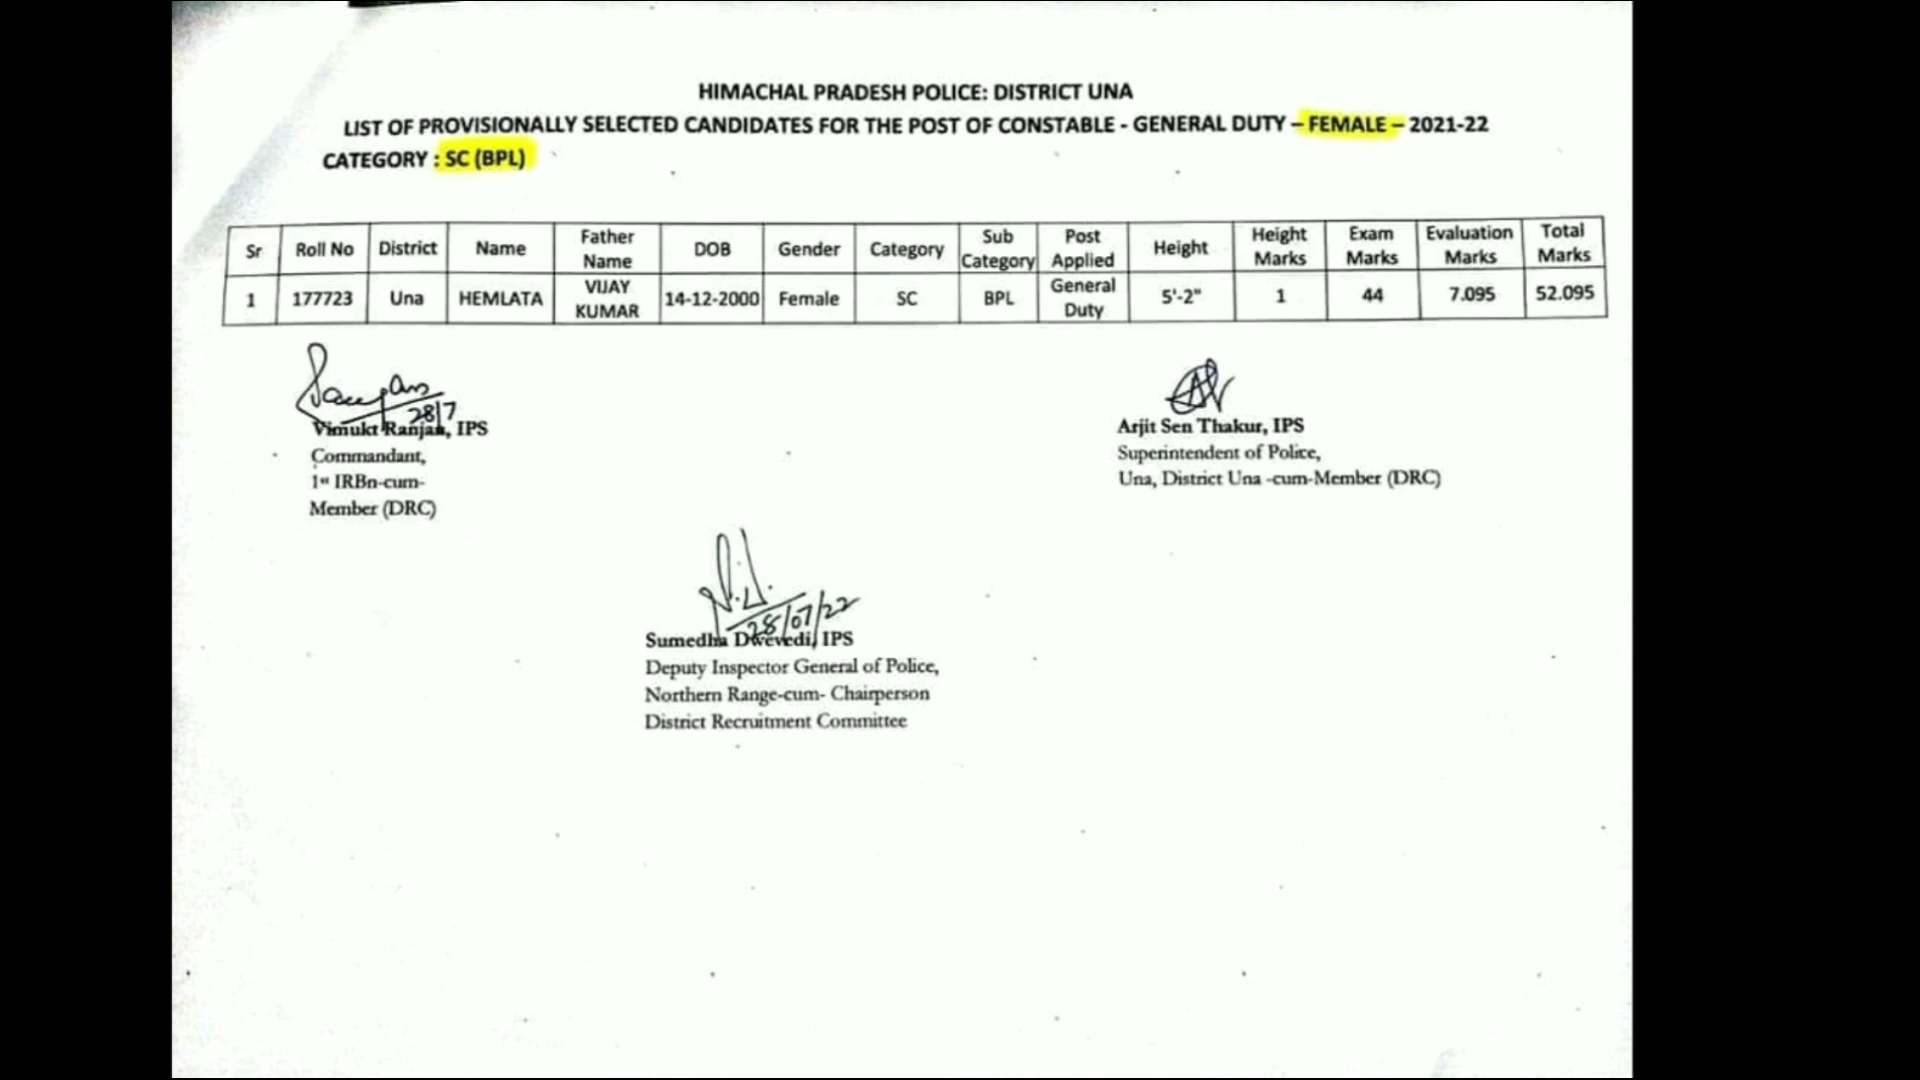 HIMACHAL PRADESH POLICE: DISTRICT UNA
LIST OF PROVISIONALLY SELECTED CANDIDATES FOR THE POST OF CONSTABLE - GENERAL DUTY – FEMALE – 2021-22
CATEGORY : SC (BPL)
Sr Roll No District Name Father Name DOB Gender Category Sub Category Post Applied Height Height Marks Exam Marks Evaluation Marks Total Marks
1 177723 Una HEMLATA VIJAY KUMAR 14-12-2000 Female SC BPL General Duty 5'-2" 1 44 7.095 52.095
28/7
Vimukt Ranjan, IPS
Commandant,
1st IRBn-cum-
Member (DRC)
Arjit Sen Thakur, IPS
Superintendent of Police,
Una, District Una -cum-Member (DRC)
28/07/22
Sumedha Dwevedi, IPS
Deputy Inspector General of Police,
Northern Range-cum- Chairperson
District Recruitment Committee